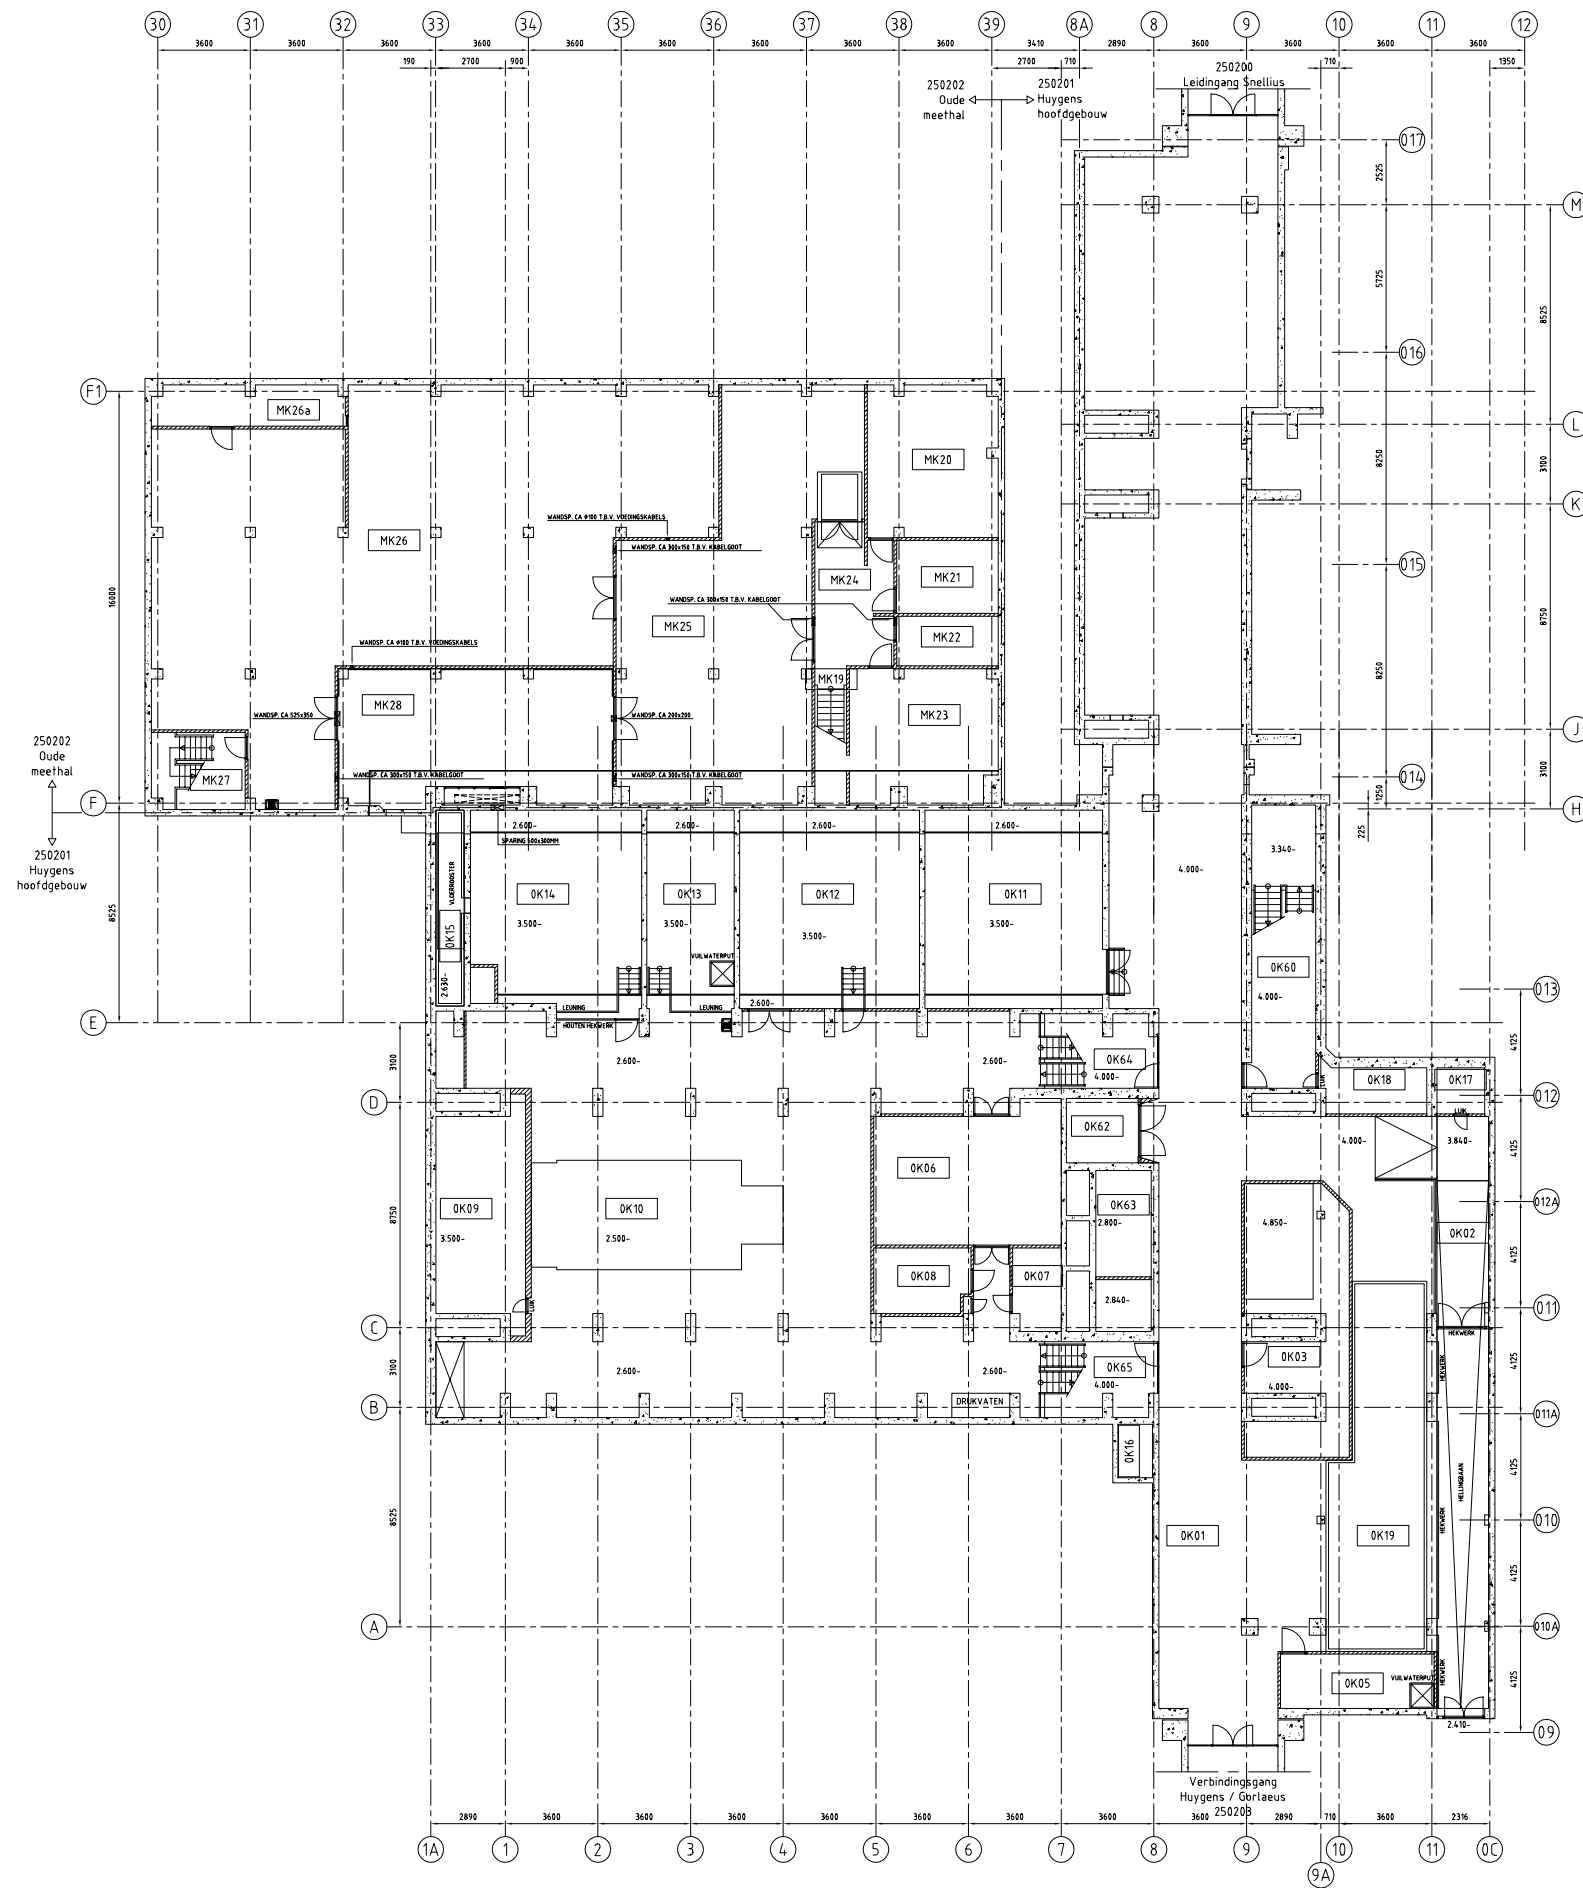 30 31 32 33 34 35 36 37 38 39 8A 8 9 10 11 12
3600 3600 3600 3600 3600 3600 3600 3600 3600 3410 2890 3600 3600 3600 3600
190 2700 900 2700 710 710 1350
250202
Oude
meethal
250201
Huygens
hoofdgebouw
250200
Leidingang Snellius
017
2525
M
5725
8525
016
F1
MK26a
L
MK20
8250
3100
K
WANDSP. CA ø100 T.B.V. VOEDINGSKABELS
MK26
WANDSP. CA 300x150 T.B.V. KABELGOOT
015
MK24
MK21
16000
WANDSP. CA 300x150 T.B.V. KABELGOOT
MK25
MK22
8750
WANDSP. CA ø100 T.B.V. VOEDINGSKABELS
8250
MK19
MK28
WANDSP. CA 525x350
WANDSP. CA 200x200
MK23
J
250202
Oude
meethal
MK27
WANDSP. CA 300x150 T.B.V. KABELGOOT
WANDSP. CA 300x150 T.B.V. KABELGOOT
014
3100
1250
F
H
225
250201
Huygens
hoofdgebouw
2.600- 2.600- 2.600- 2.600-
SPARING 500x300MM
3.340-
VLOERROOSTER
4.000-
0K14 0K13 0K12 0K11
3.500- 3.500- 3.500- 3.500-
8525
0K15
VUILWATERPUT
0K60
2.630-
4.000-
013
LEUNING LEUNING 2.600-
E
HOUTEN HEKWERK
3100
2.600- 2.600-
0K64
4.000-
4125
LUIK
0K18 0K17
D
012
LUIK
0K62
4.000- 3.840-
4125
0K06
8750
0K09 0K10
0K63
012A
3.500- 2.500-
2.800-
4.850-
0K02
4125
0K08 0K07
2.840-
LUIK
011
C
HEKWERK
3100
2.600- 2.600-
0K65
4.000-
0K03
4.000-
HEKWERK
4125
B
DRUKVATEN
011A
0K16
HELLINGBAAN
4125
8525
0K01
0K19
HEKWERK
010
4125
A
010A
HEKWERK
VUILWATERPUT
0K05
4125
2.410-
09
Verbindingsgang
Huygens / Gorlaeus
250203
2890 3600 3600 3600 3600 3600 3600 3600 3600 2890 710 3600 2316
1A 1 2 3 4 5 6 7 8 9 10 11 0C
9A